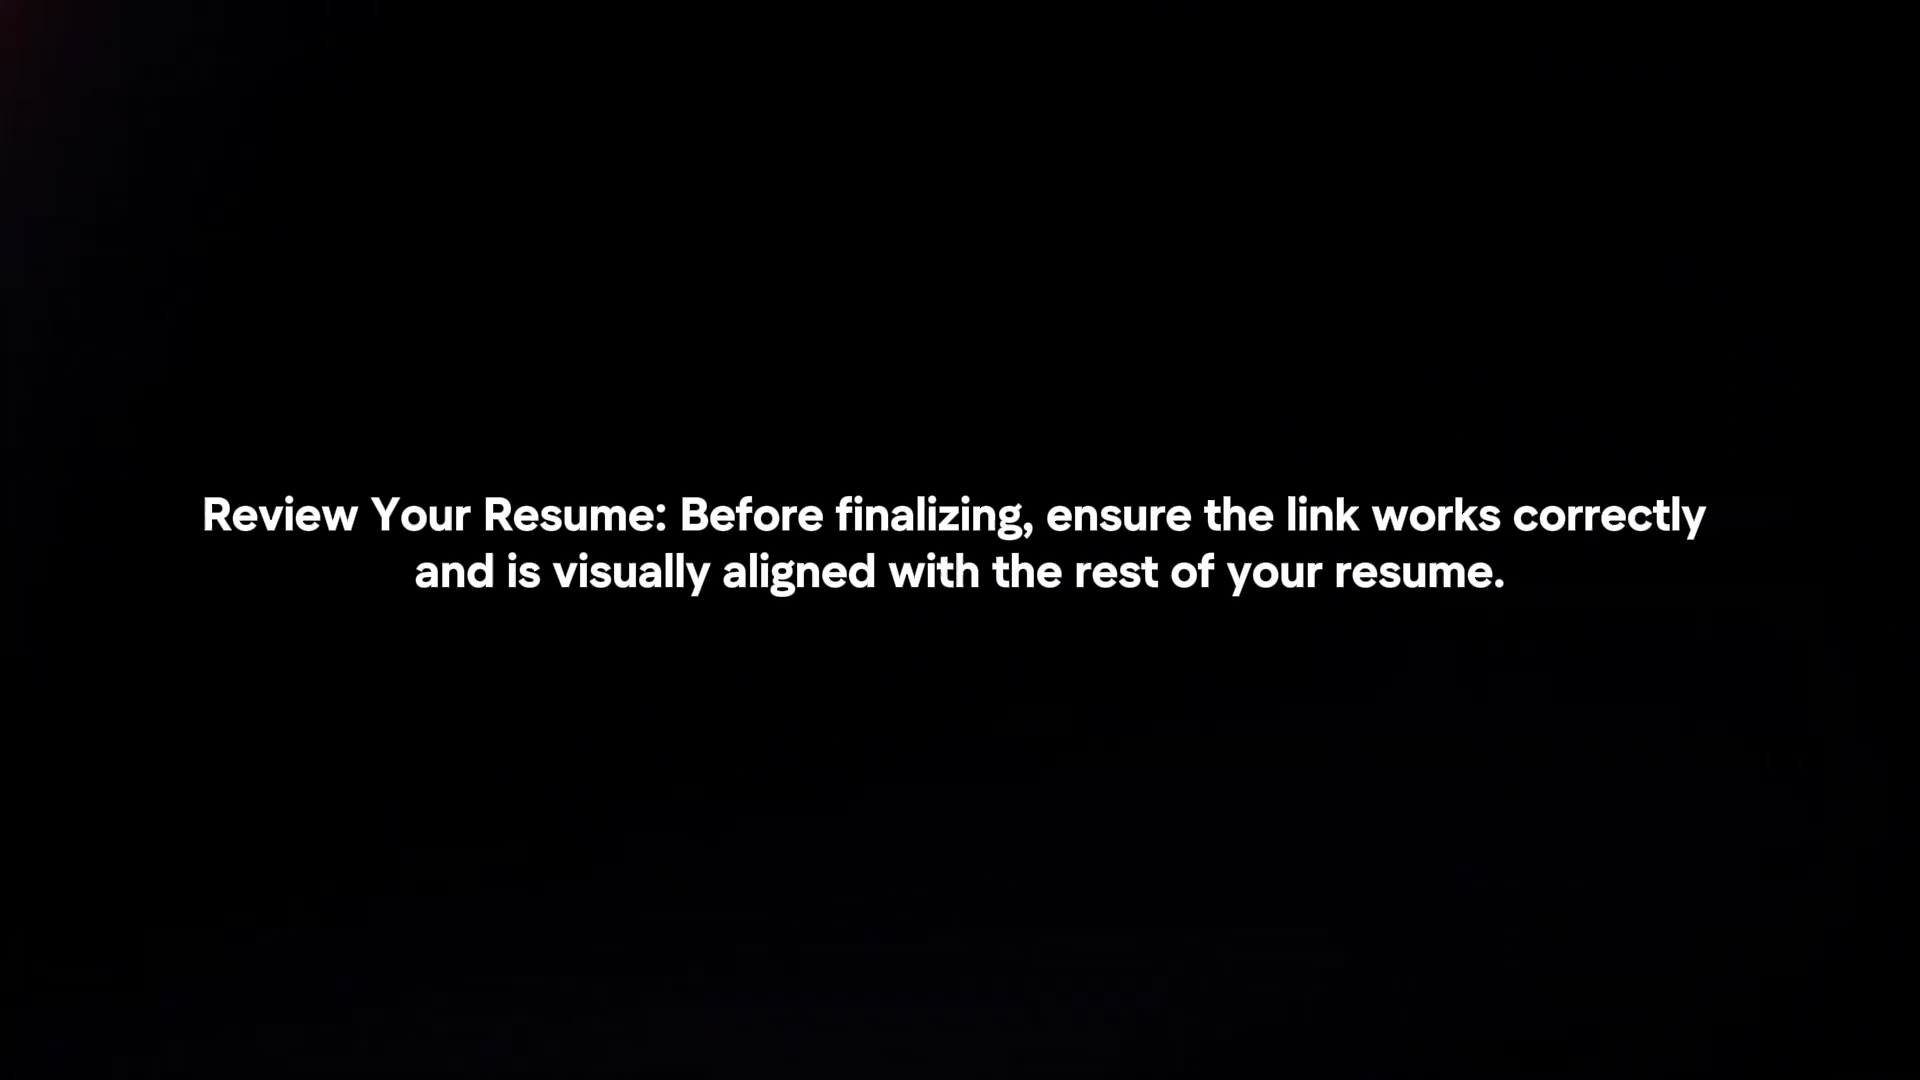 Review Your Resume: Before finalizing, ensure the link works correctly
and is visually aligned with the rest of your resume.